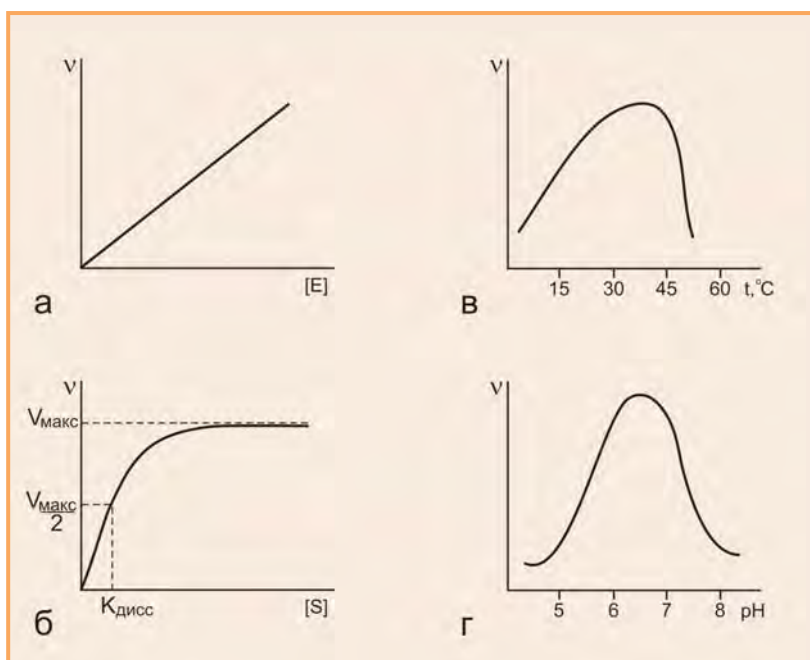 ν
[E]
а
ν
15 30 45 60 t,°C
в
ν
Vмакс
Vмакс
2
Kдисс [S]
б
ν
5 6 7 8 pH
г